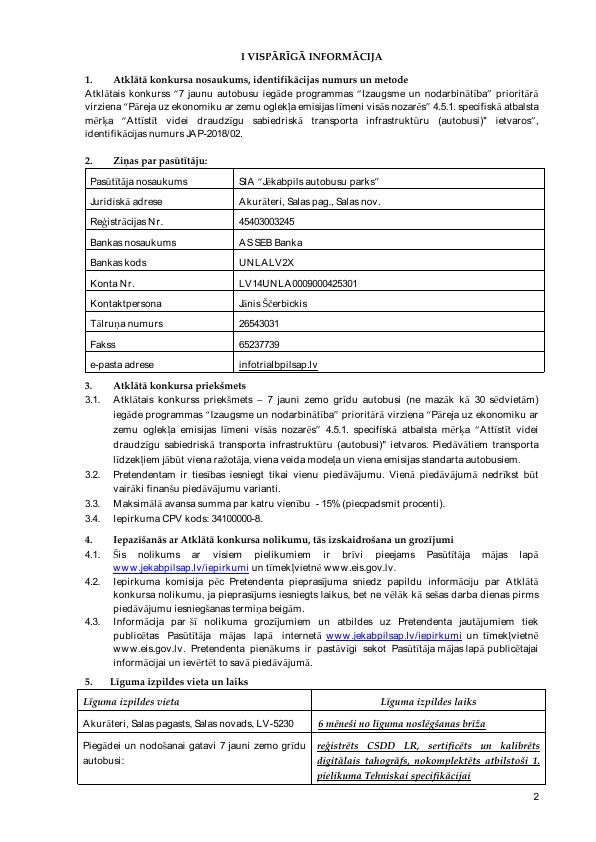 I VISPĀRĪGĀ INFORMĀCIJA
1. Atklātā konkursa nosaukums, identifikācijas numurs un metode
Atklātais konkurss “7 jaunu autobusu iegāde programmas “Izaugsme un nodarbinātība” prioritārā
virziena “Pāreja uz ekonomiku ar zemu oglekļa emisijas līmeni visās nozarēs” 4.5.1. specifiskā atbalsta
mērķa “Attīstīt videi draudzīgu sabiedriskā transporta infrastruktūru (autobusi)" ietvaros”,
identifikācijas numurs JAP-2018/02.
2. Ziņas par pasūtītāju:
Pasūtītāja nosaukums SIA “Jēkabpils autobusu parks”
Juridiskā adrese Akurāteri, Salas pag., Salas nov.
Reģistrācijas Nr. 45403003245
Bankas nosaukums AS SEB Banka
Bankas kods UNLALV2X
Konta Nr. LV14UNLA0009000425301
Kontaktpersona Jānis Ščerbickis
Tālruņa numurs 26543031
Fakss 65237739
e-pasta adrese infotrialbpilsap.lv
3. Atklātā konkursa priekšmets
3.1. Atklātais konkurss priekšmets – 7 jauni zemo grīdu autobusi (ne mazāk kā 30 sēdvietām)
iegāde programmas “Izaugsme un nodarbinātība” prioritārā virziena “Pāreja uz ekonomiku ar
zemu oglekļa emisijas līmeni visās nozarēs” 4.5.1. specifiskā atbalsta mērķa “Attīstīt videi
draudzīgu sabiedriskā transporta infrastruktūru (autobusi)" ietvaros. Piedāvātiem transporta
līdzekļiem jābūt viena ražotāja, viena veida modeļa un viena emisijas standarta autobusiem.
3.2. Pretendentam ir tiesības iesniegt tikai vienu piedāvājumu. Vienā piedāvājumā nedrīkst būt
vairāki finanšu piedāvājumu varianti.
3.3. Maksimālā avansa summa par katru vienību - 15% (piecpadsmit procenti).
3.4. Iepirkuma CPV kods: 34100000-8.
4. Iepazīšanās ar Atklātā konkursa nolikumu, tās izskaidrošana un grozījumi
4.1. Šis nolikums ar visiem pielikumiem ir brīvi pieejams Pasūtītāja mājas lapā
www.jekabpilsap.lv/iepirkumi un tīmekļvietnē www.eis.gov.lv.
4.2. Iepirkuma komisija pēc Pretendenta pieprasījuma sniedz papildu informāciju par Atklātā
konkursa nolikumu, ja pieprasījums iesniegts laikus, bet ne vēlāk kā sešas darba dienas pirms
piedāvājumu iesniegšanas termiņa beigām.
4.3. Informācija par šī nolikuma grozījumiem un atbildes uz Pretendenta jautājumiem tiek
publicētas Pasūtītāja mājas lapā internetā www.jekabpilsap.lv/iepirkumi un tīmekļvietnē
www.eis.gov.lv. Pretendenta pienākums ir pastāvīgi sekot Pasūtītāja mājas lapā publicētajai
informācijai un ievērtēt to savā piedāvājumā.
5. Līguma izpildes vieta un laiks
Līguma izpildes vieta Līguma izpildes laiks
Akurāteri, Salas pagasts, Salas novads, LV-5230 6 mēneši no līguma noslēgšanas brīža
Piegādei un nodošanai gatavi 7 jauni zemo grīdu reģistrēts CSDD LR, sertificēts un kalibrēts
autobusi: digitālais tahogrāfs, nokomplektēts atbilstoši 1.
pielikuma Tehniskai specifikācijai
2